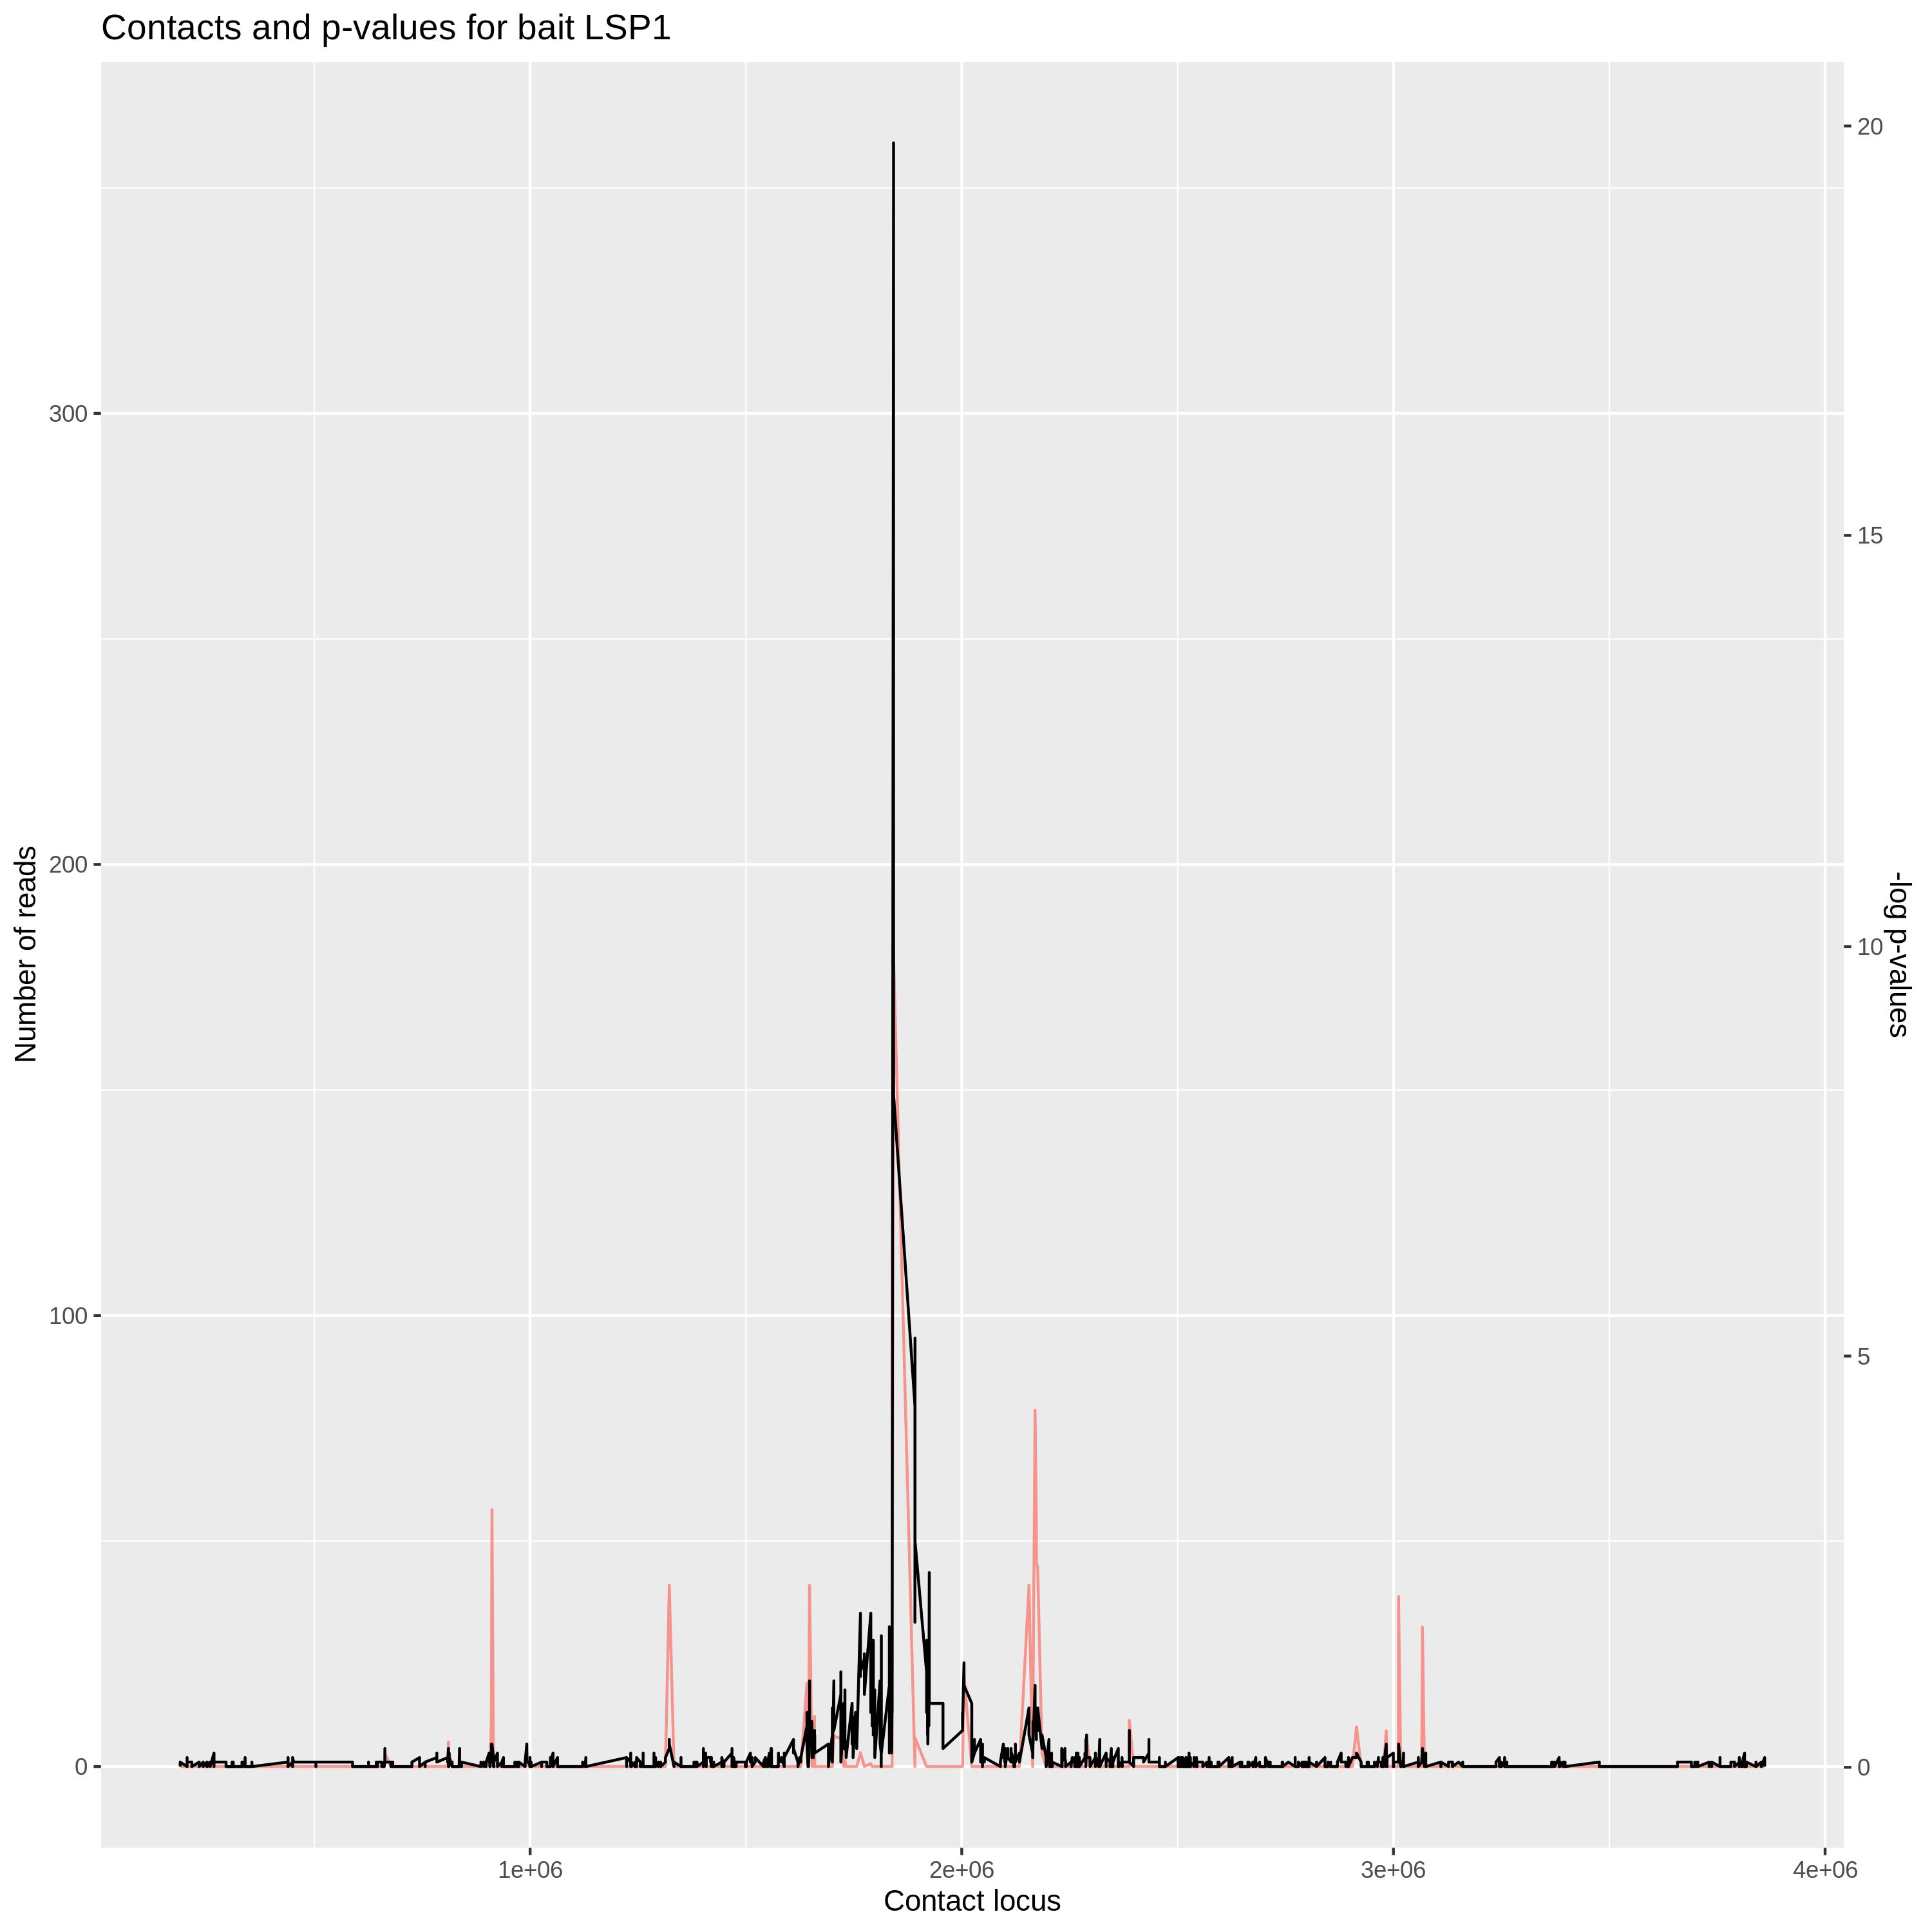 Contacts and p-values for bait LSP1
Number of reads
300
200
100
0
20
15
10
5
0
-log p-values
1e+06
2e+06
3e+06
4e+06
Contact locus